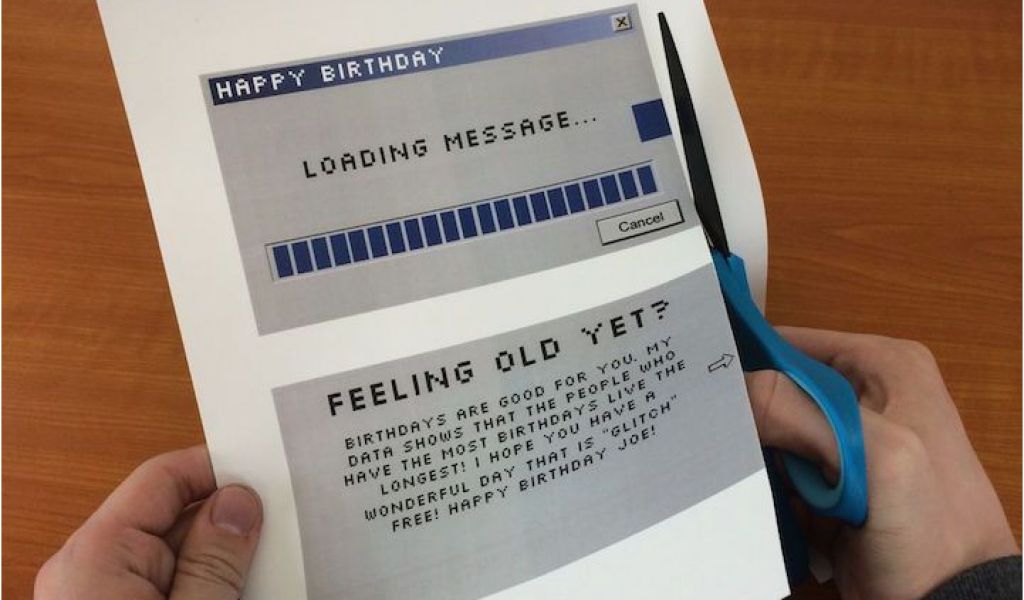 HAPPY BIRTHDAY
LOADING MESSAGE...
Cancel
FEELING OLD YET?
BIRTHDAYS ARE GOOD FOR YOU. MY
DATA SHOWS THAT THE PEOPLE WHO
HAVE THE MOST BIRTHDAYS LIVE THE
LONGEST! I HOPE YOU HAVE A
WONDERFUL DAY THAT IS "GLITCH"
FREE! HAPPY BIRTHDAY JOE!